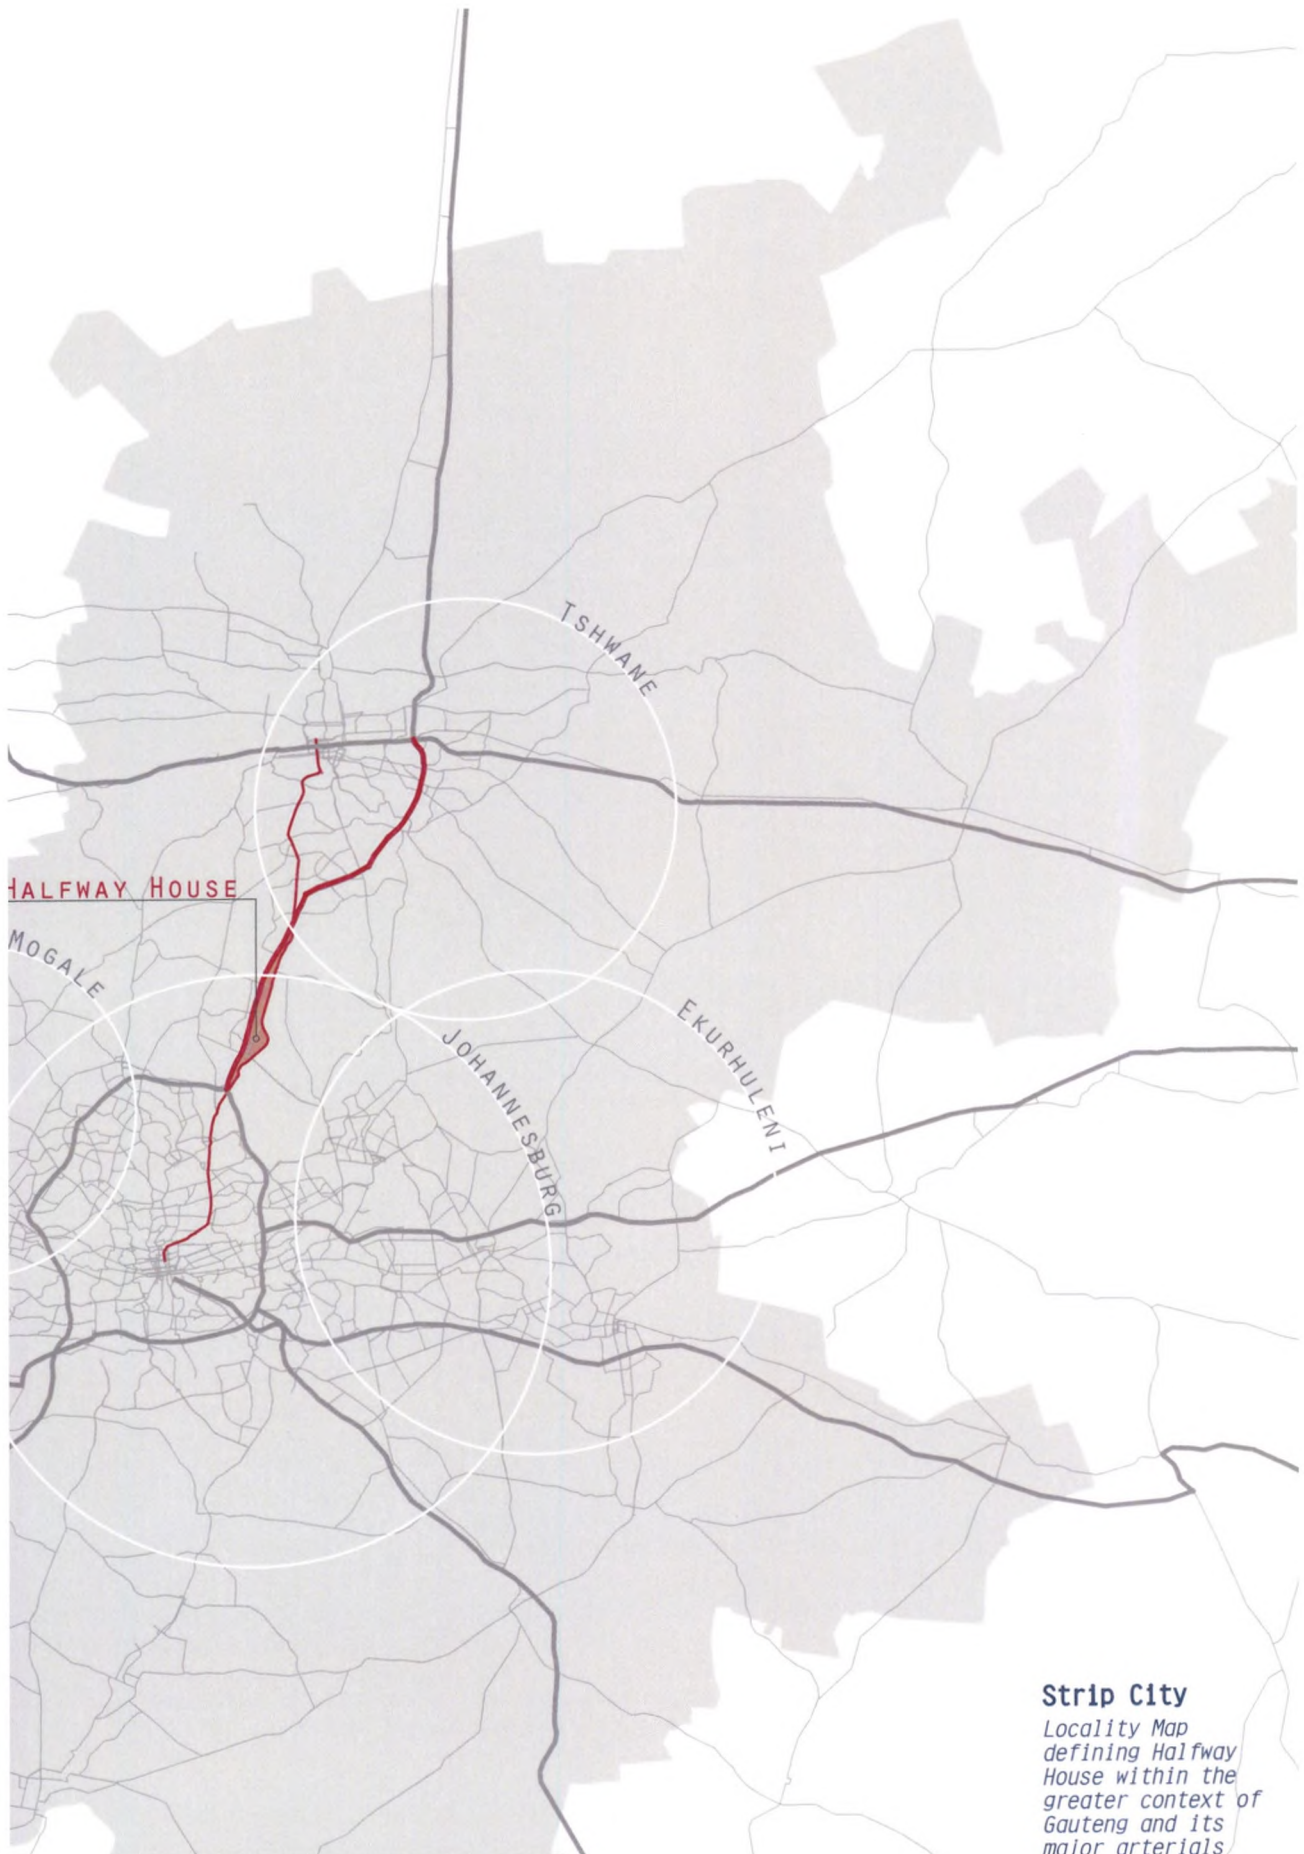 TSHWANE
HALFWAY HOUSE
MOGALE
EKURHULENI
JOHANNESBURG
Strip City
Locality Map
defining Halfway
House within the
greater context of
Gauteng and its
major arterials